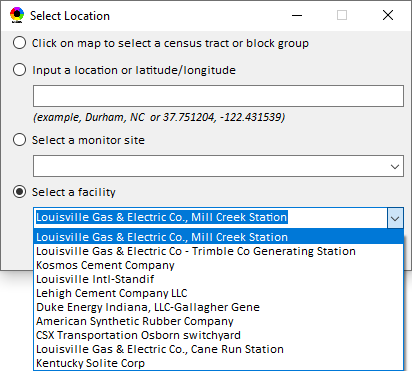 Select Location
Click on map to select a census tract or block group
Input a location or latitude/longitude
(example, Durham, NC or 37.751204, -122.431539)
Select a monitor site
Select a facility
Louisville Gas & Electric Co., Mill Creek Station
Louisville Gas & Electric Co., Mill Creek Station
Louisville Gas & Electric Co - Trimble Co Generating Station
Kosmos Cement Company
Louisville Intl-Standif
Lehigh Cement Company LLC
Duke Energy Indiana, LLC-Gallagher Gene
American Synthetic Rubber Company
CSX Transportation Osborn switchyard
Louisville Gas & Electric Co., Cane Run Station
Kentucky Solite Corp